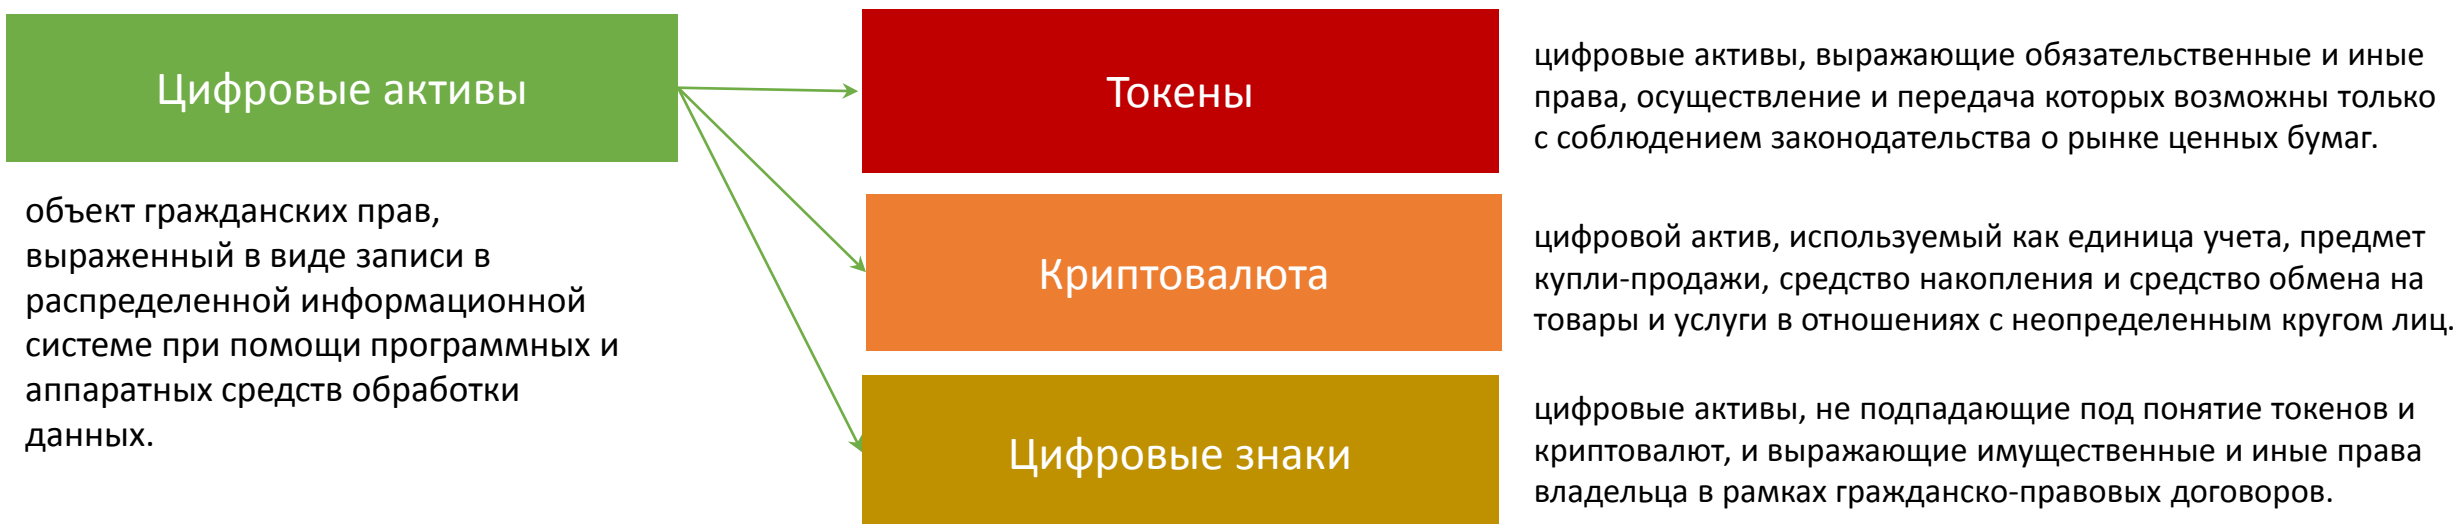 Цифровые активы
объект гражданских прав,
выраженный в виде записи в
распределенной информационной
системе при помощи программных и
аппаратных средств обработки
данных.
Токены
цифровые активы, выражающие обязательственные и иные
права, осуществление и передача которых возможны только
с соблюдением законодательства о рынке ценных бумаг.
Криптовалюта
цифровой актив, используемый как единица учета, предмет
купли-продажи, средство накопления и средство обмена на
товары и услуги в отношениях с неопределенным кругом лиц.
Цифровые знаки
цифровые активы, не подпадающие под понятие токенов и
криптовалют, и выражающие имущественные и иные права
владельца в рамках гражданско-правовых договоров.